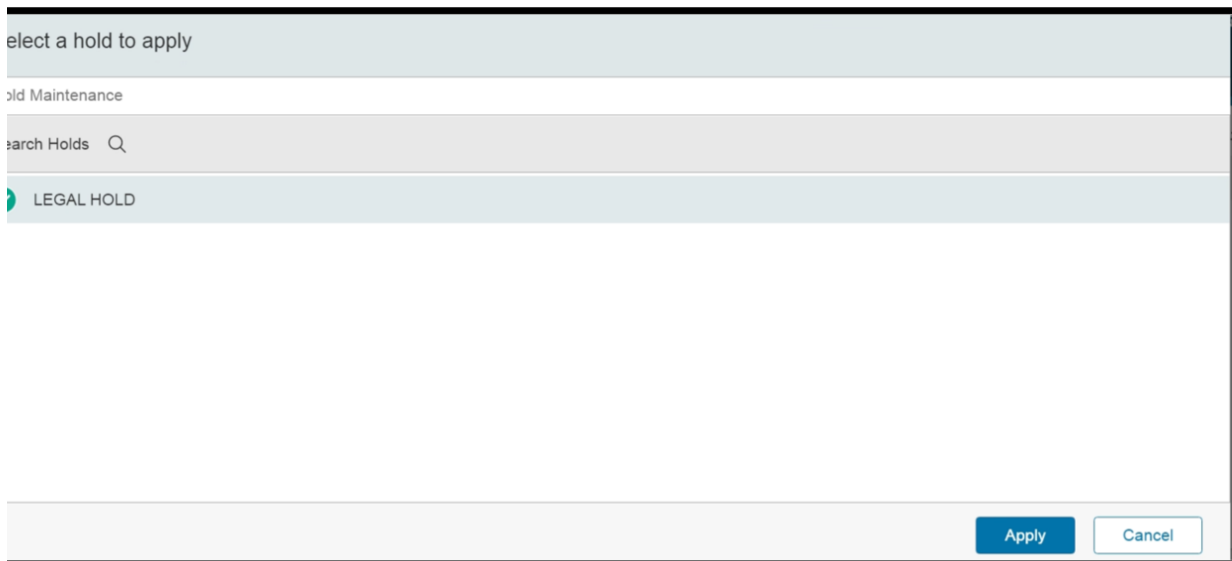 elect a hold to apply
old Maintenance
earch Holds
LEGAL HOLD
Apply Cancel